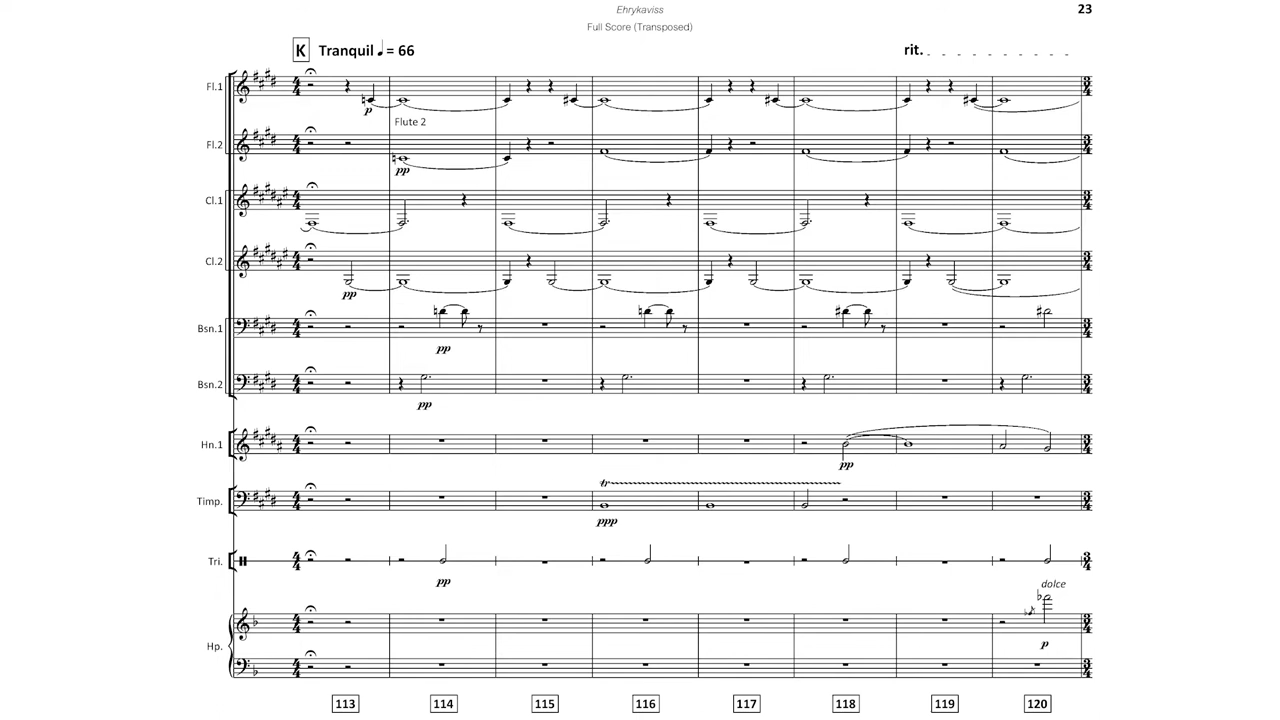 Ehrykaviss
23
Full Score (Transposed)
K Tranquil ♩ = 66 rit.
Fl.1
p
Flute 2
Fl.2
pp
Cl.1
Cl.2
pp
Bsn.1
pp
Bsn.2
pp
Hn.1
pp
Timp.
tr
ppp
Tri.
pp
dolce
Hp.
p
113 114 115 116 117 118 119 120